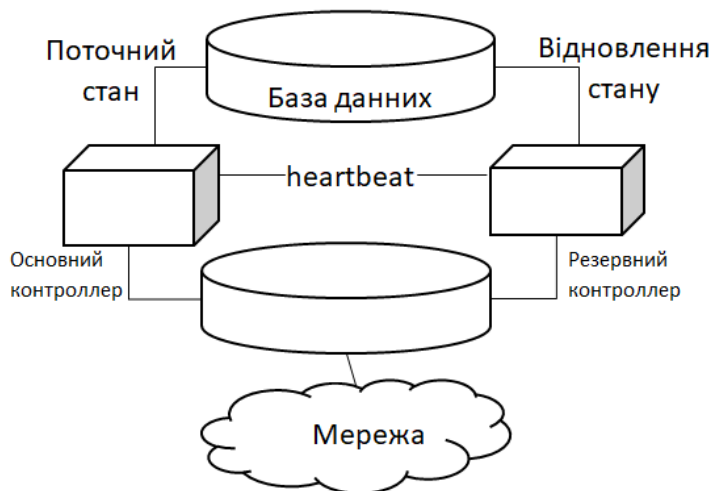 Поточний
стан
База данних
Відновлення
стану
heartbeat
Основний
контроллер
Резервний
контроллер
Мережа